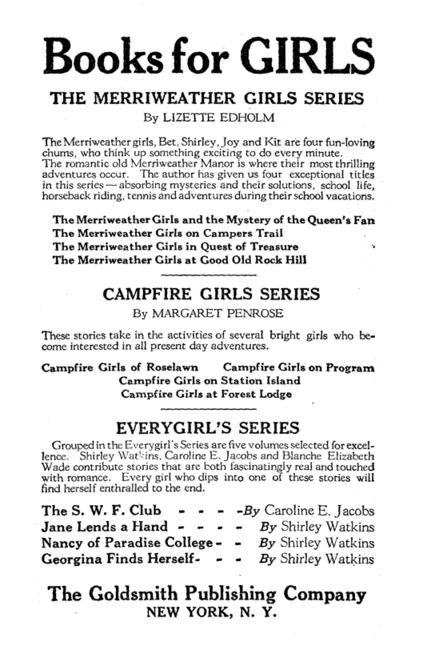 Books for GIRLS
THE MERRIWEATHER GIRLS SERIES
By LIZETTE EDHOLM
The Merriweather girls, Bet, Shirley, Joy and Kit are four fun-loving
chums, who think up something exciting to do every minute.
The romantic old Merriweather Manor is where their most thrilling
adventures occur. The author has given us four exceptional titles
in this series—absorbing mysteries and their solutions, school life,
horseback riding, tennis and adventures during their school vacations.
The Merriweather Girls and the Mystery of the Queen's Fan
The Merriweather Girls on Campers Trail
The Merriweather Girls in Quest of Treasure
The Merriweather Girls at Good Old Rock Hill
CAMPFIRE GIRLS SERIES
By MARGARET PENROSE
These stories take in the activities of several bright girls who be-
come interested in all present day adventures.
Campfire Girls of Roselawn Campfire Girls on Program
Campfire Girls on Station Island
Campfire Girls at Forest Lodge
EVERYGIRL'S SERIES
Grouped in the Everygirl's Series are five volumes selected for excel-
lence. Shirley Watkins, Caroline E. Jacobs and Blanche Elizabeth
Wade contribute stories that are both fascinatingly real and touched
with romance. Every girl who dips into one of these stories will
find herself enthralled to the end.
The S. W. F. Club - - - -By Caroline E. Jacobs
Jane Lends a Hand - - - - By Shirley Watkins
Nancy of Paradise College - - By Shirley Watkins
Georgina Finds Herself- - - By Shirley Watkins
The Goldsmith Publishing Company
NEW YORK, N. Y.